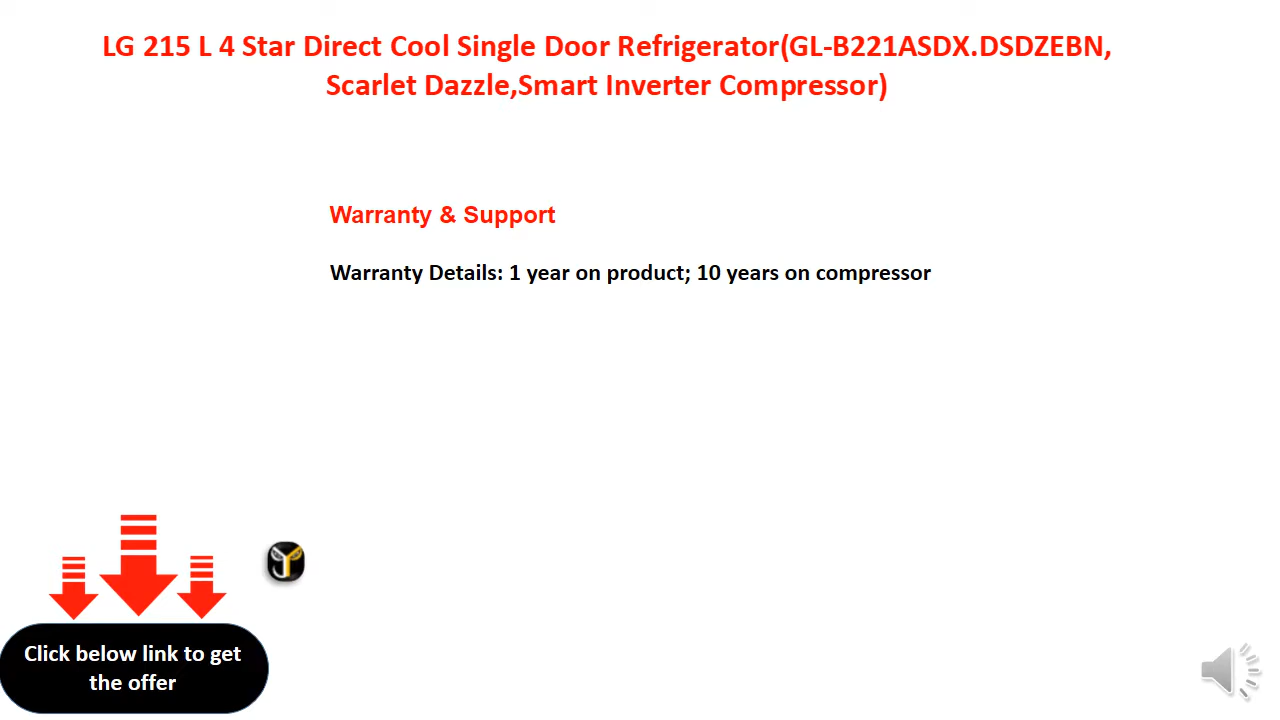 LG 215 L 4 Star Direct Cool Single Door Refrigerator(GL-B221ASDX.DSDZEBN,
Scarlet Dazzle,Smart Inverter Compressor)
Warranty & Support
Warranty Details: 1 year on product; 10 years on compressor
Click below link to get
the offer